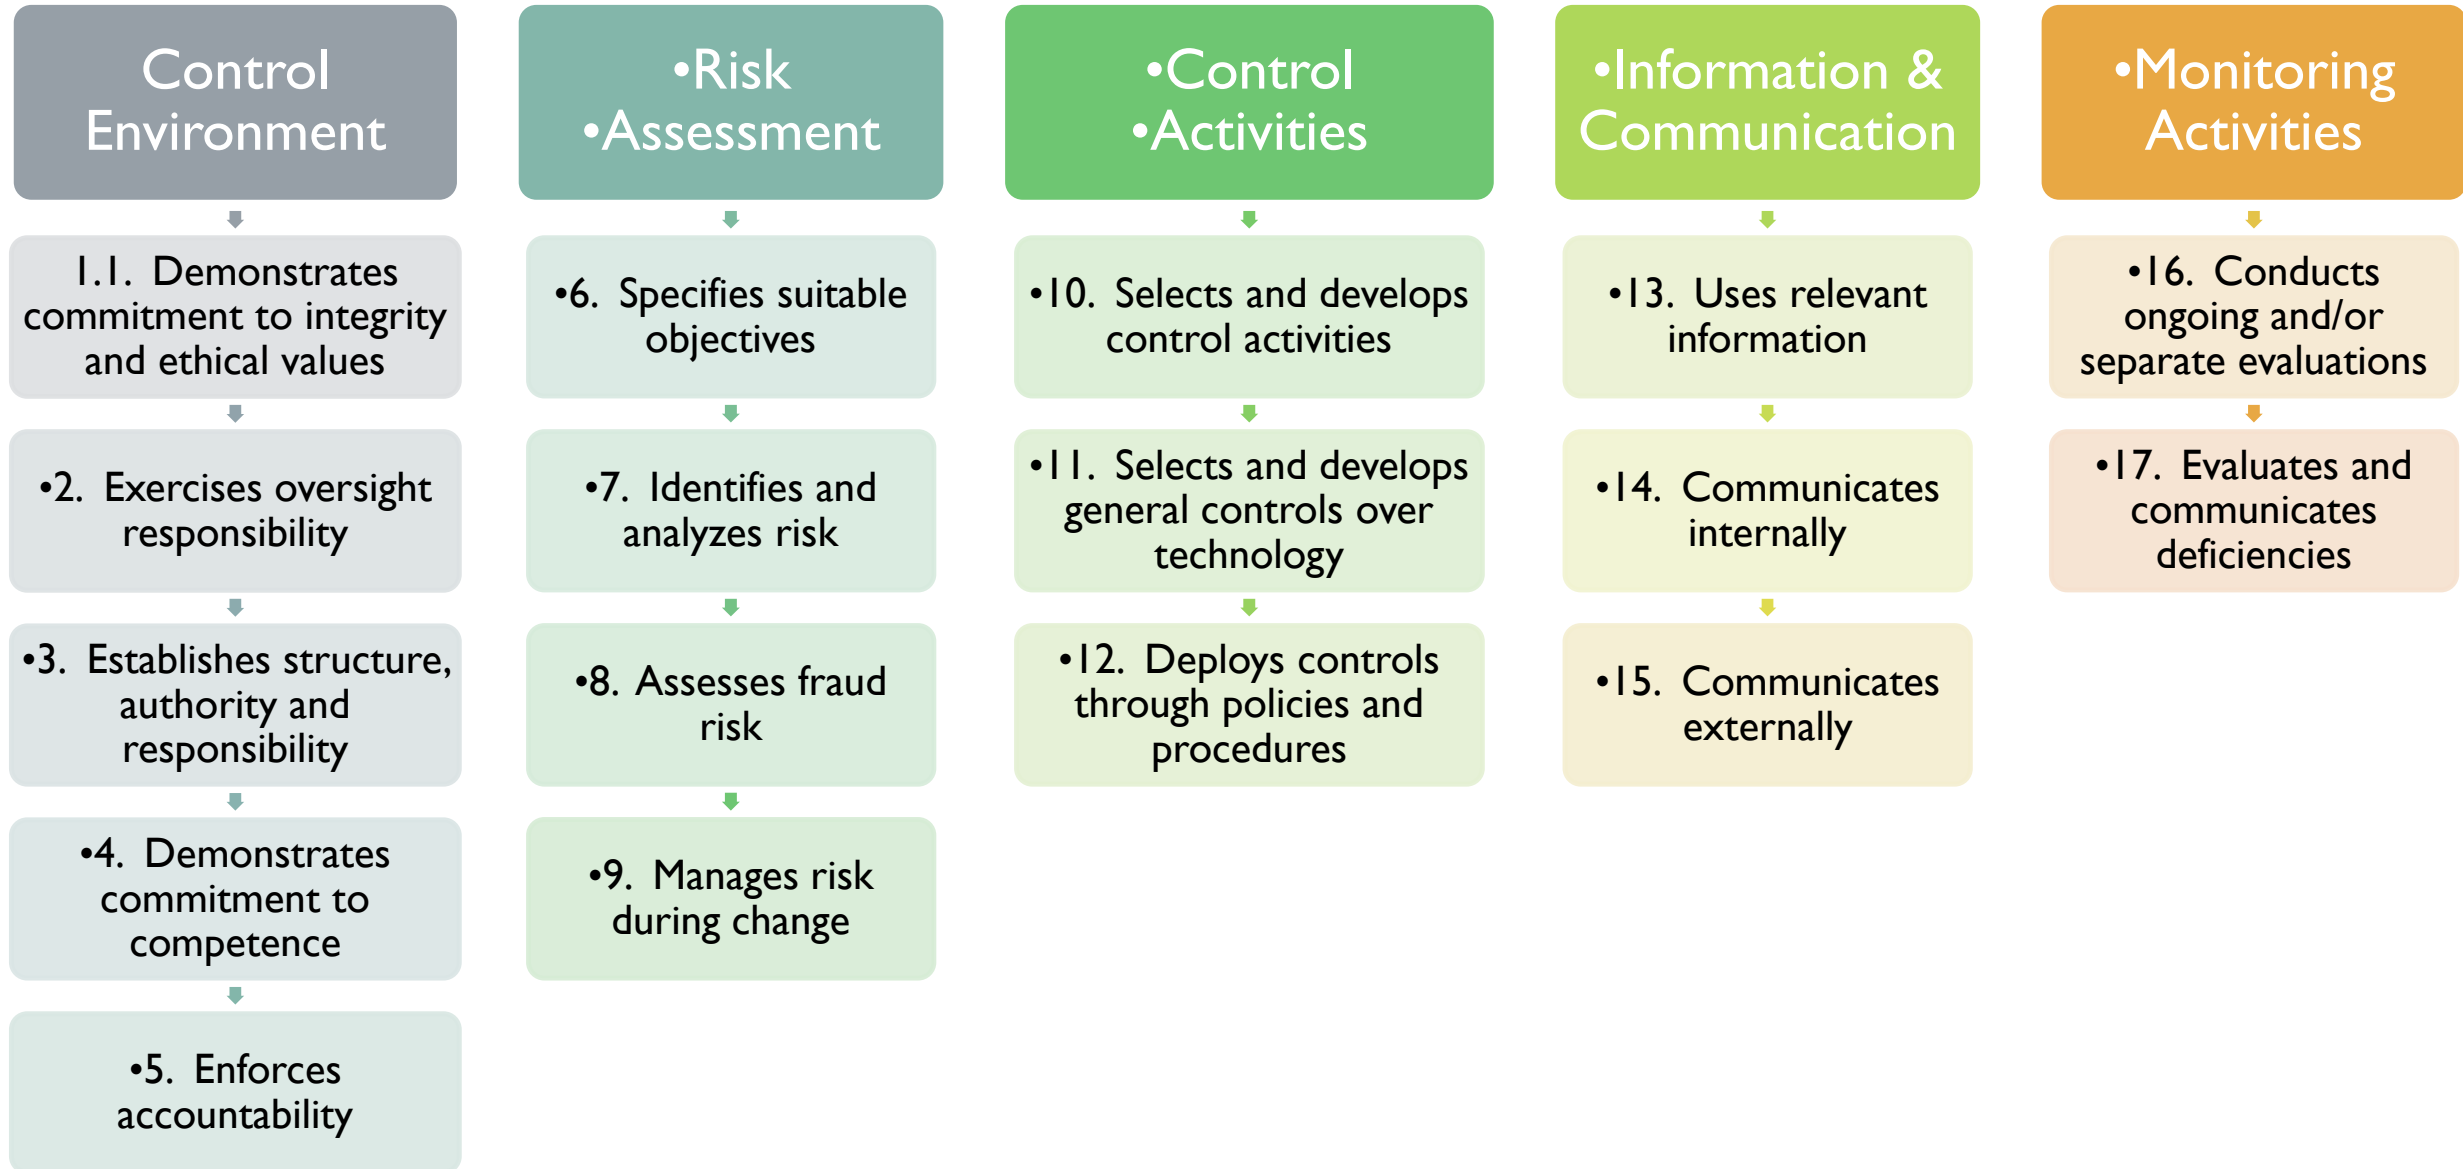 Control
Environment
1.1. Demonstrates
commitment to integrity
and ethical values
•2. Exercises oversight
responsibility
•3. Establishes structure,
authority and
responsibility
•4. Demonstrates
commitment to
competence
•5. Enforces
accountability
•Risk
•Assessment
•6. Specifies suitable
objectives
•7. Identifies and
analyzes risk
•8. Assesses fraud
risk
•9. Manages risk
during change
•Control
•Activities
•10. Selects and develops
control activities
•11. Selects and develops
general controls over
technology
•12. Deploys controls
through policies and
procedures
•Information &
Communication
•13. Uses relevant
information
•14. Communicates
internally
•15. Communicates
externally
•Monitoring
Activities
•16. Conducts
ongoing and/or
separate evaluations
•17. Evaluates and
communicates
deficiencies